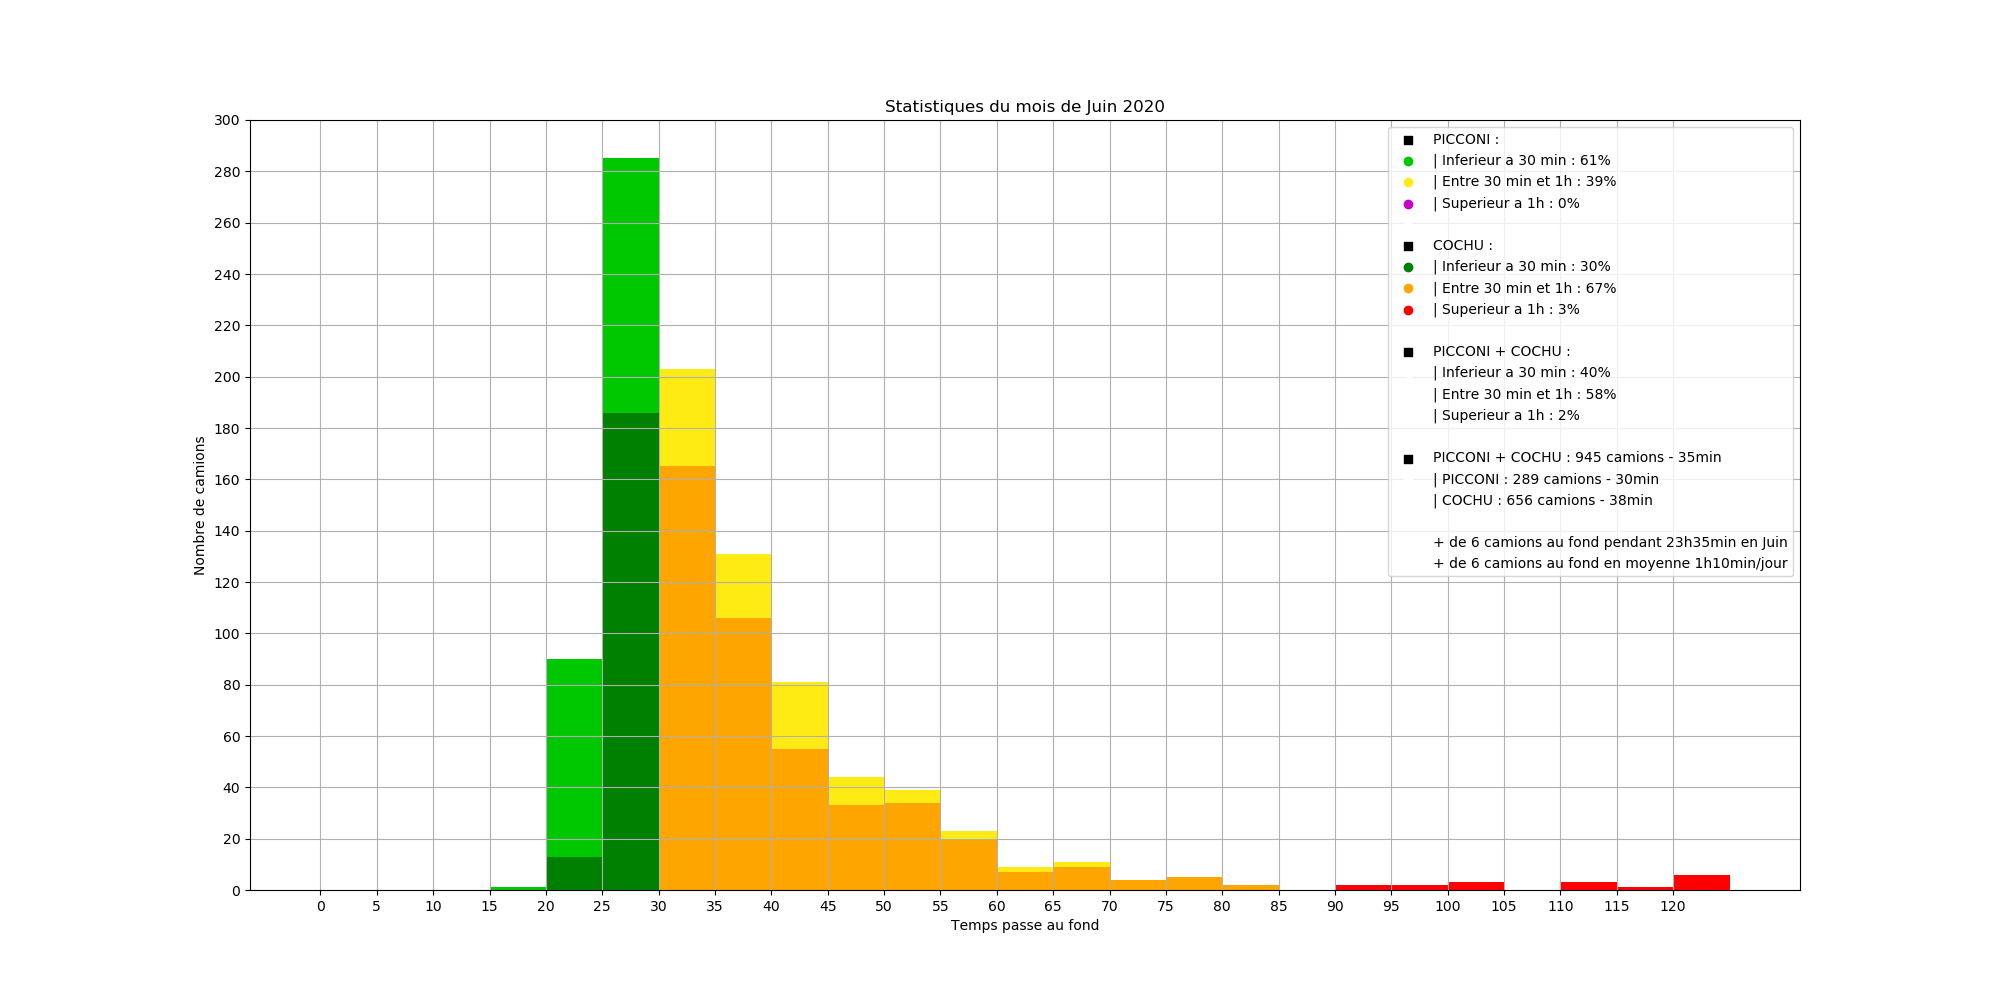 Statistiques du mois de Juin 2020
300
280
260
240
220
200
180
160
140
120
100
80
60
40
20
0
Nombre de camions
PICCONI :
| Inferieur a 30 min : 61%
| Entre 30 min et 1h : 39%
| Superieur a 1h : 0%
COCHU :
| Inferieur a 30 min : 30%
| Entre 30 min et 1h : 67%
| Superieur a 1h : 3%
PICCONI + COCHU :
| Inferieur a 30 min : 40%
| Entre 30 min et 1h : 58%
| Superieur a 1h : 2%
PICCONI + COCHU : 945 camions - 35min
| PICCONI : 289 camions - 30min
| COCHU : 656 camions - 38min
+ de 6 camions au fond pendant 23h35min en Juin
+ de 6 camions au fond en moyenne 1h10min/jour
0 5 10 15 20 25 30 35 40 45 50 55 60 65 70 75 80 85 90 95 100 105 110 115 120
Temps passe au fond